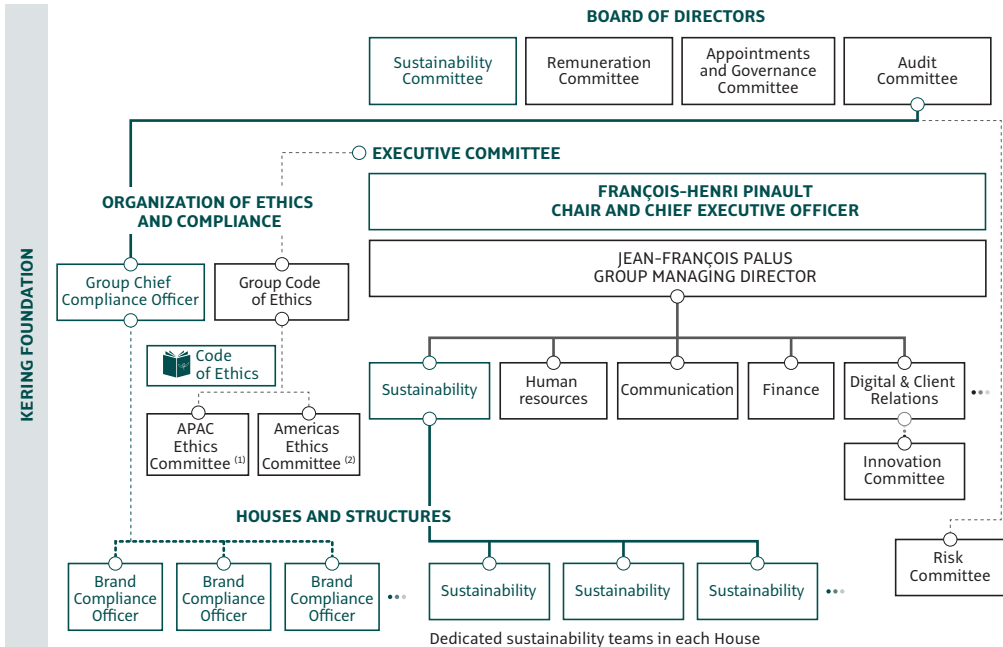 KERING FOUNDATION
BOARD OF DIRECTORS
Sustainability
Committee
Remuneration
Committee
Appointments
and Governance
Committee
Audit
Committee
EXECUTIVE COMMITTEE
FRANÇOIS-HENRI PINAULT
CHAIR AND CHIEF EXECUTIVE OFFICER
ORGANIZATION OF ETHICS
AND COMPLIANCE
JEAN-FRANÇOIS PALUS
GROUP MANAGING DIRECTOR
Group Chief
Compliance Officer
Group Code
of Ethics
Code
of Ethics
Sustainability
Human
resources
Communication
Finance
Digital & Client
Relations
APAC
Ethics
Committee (1)
Americas
Ethics
Committee (2)
Innovation
Committee
HOUSES AND STRUCTURES
Risk
Committee
Brand
Compliance
Officer
Brand
Compliance
Officer
Brand
Compliance
Officer
Sustainability
Sustainability
Sustainability
Dedicated sustainability teams in each House